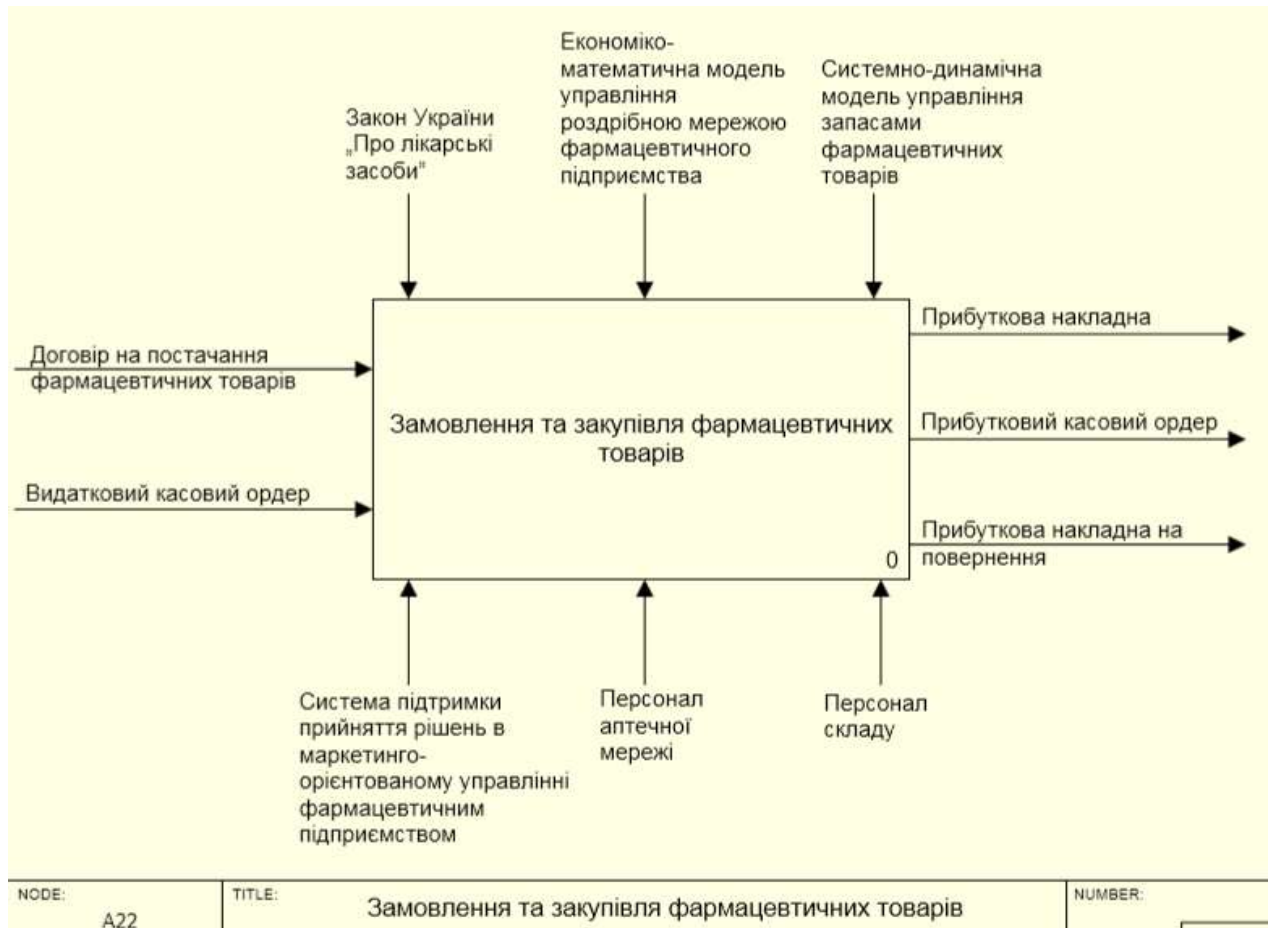 Економіко-
математична модель
управління
роздрібною мережою
фармацевтичного
підприємства
Системно-динамічна
модель управління
запасами
фармацевтичних
товарів
Закон України
„Про лікарські
засоби"
Прибуткова накладна
Договір на постачання
фармацевтичних товарів
Замовлення та закупівля фармацевтичних
товарів
Прибутковий касовий ордер
Видатковий касовий ордер
Прибуткова накладна на
повернення
0
Система підтримки
прийняття рішень в
маркетинго-
орієнтованому управлінні
фармацевтичним
підприємством
Персонал
аптечної
мережі
Персонал
складу
NODE:
A22
TITLE:
Замовлення та закупівля фармацевтичних товарів
NUMBER: